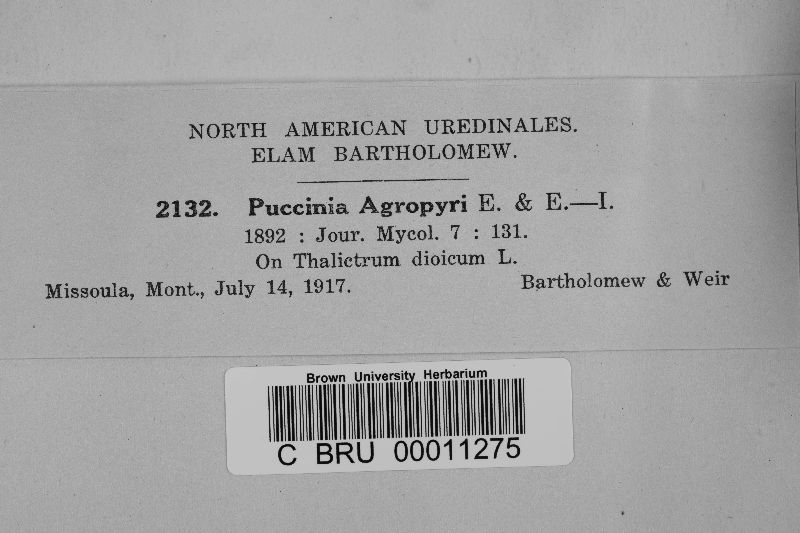 NORTH AMERICAN UREDINALES.
ELAM BARTHOLOMEW.
2132. Puccinia Agropyri E. & E.—I.
1892 : Jour. Mycol. 7 : 131.
On Thalictrum dioicum L.
Missoula, Mont., July 14, 1917. Bartholomew & Weir
Brown University Herbarium
C BRU 00011275